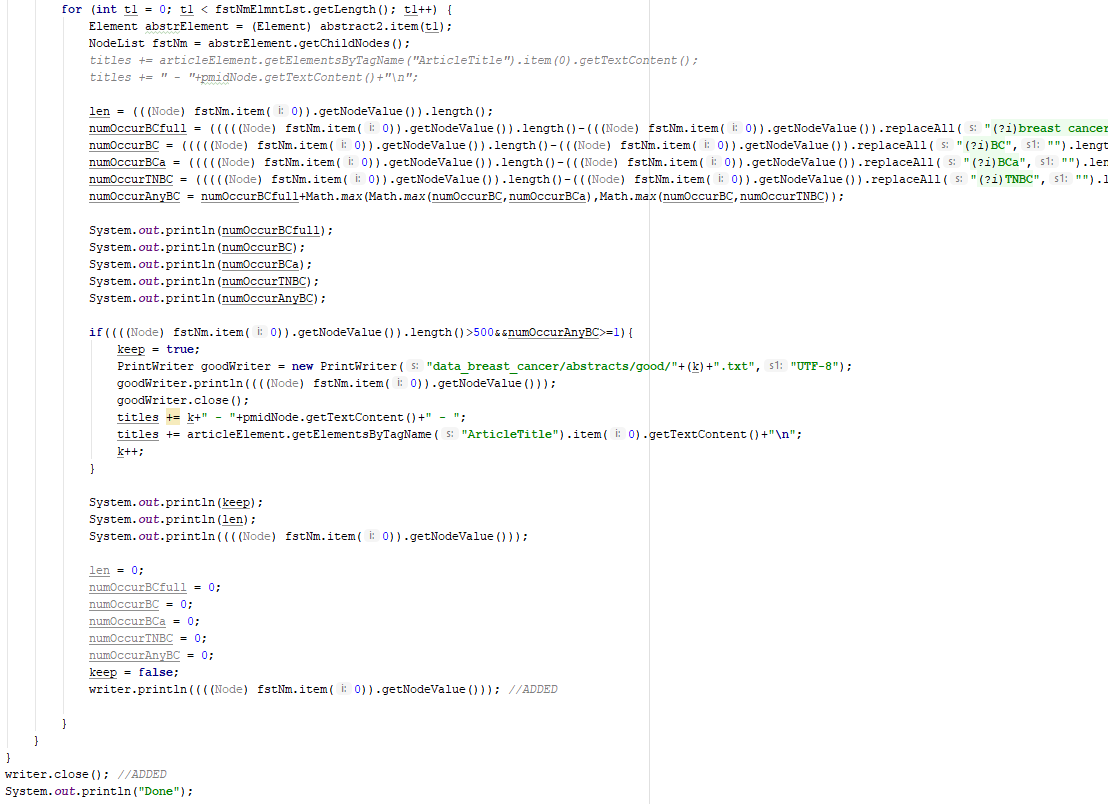 for (int t1 = 0; t1 < fstNmElmntLst.getLength(); t1++) {
Element abstrElement = (Element) abstract2.item(t1);
NodeList fstNm = abstrElement.getChildNodes();
titles += articleElement.getElementsByTagName("ArticleTitle").item(0).getTextContent();
titles += " - "+pmidNode.getTextContent()+"\n";
len = (((Node) fstNm.item( i: 0)).getNodeValue()).length();
numOccurBCfull = (((((Node) fstNm.item( i: 0)).getNodeValue()).length()-(((Node) fstNm.item( i: 0)).getNodeValue()).replaceAll( s: "(?i)breast cancer
numOccurBC = (((((Node) fstNm.item( i: 0)).getNodeValue()).length()-(((Node) fstNm.item( i: 0)).getNodeValue()).replaceAll( s: "(?i)BC", s1: "").leng
numOccurBCa = (((((Node) fstNm.item( i: 0)).getNodeValue()).length()-(((Node) fstNm.item( i: 0)).getNodeValue()).replaceAll( s: "(?i)BCa", s1: "").len
numOccurTNBC = (((((Node) fstNm.item( i: 0)).getNodeValue()).length()-(((Node) fstNm.item( i: 0)).getNodeValue()).replaceAll( s: "(?i)TNBC", s1: "").l
numOccurAnyBC = numOccurBCfull+Math.max(Math.max(numOccurBC,numOccurBCa),Math.max(numOccurBC,numOccurTNBC));
System.out.println(numOccurBCfull);
System.out.println(numOccurBC);
System.out.println(numOccurBCa);
System.out.println(numOccurTNBC);
System.out.println(numOccurAnyBC);
if((((Node) fstNm.item( i: 0)).getNodeValue()).length()>500&&numOccurAnyBC>=1){
keep = true;
PrintWriter goodWriter = new PrintWriter( s: "data_breast_cancer/abstracts/good/"+(k)+".txt", s1: "UTF-8");
goodWriter.println((((Node) fstNm.item( i: 0)).getNodeValue()));
goodWriter.close();
titles += k+" - "+pmidNode.getTextContent()+" - ";
titles += articleElement.getElementsByTagName( s: "ArticleTitle").item( i: 0).getTextContent()+"\n";
k++;
}
System.out.println(keep);
System.out.println(len);
System.out.println((((Node) fstNm.item( i: 0)).getNodeValue()));
len = 0;
numOccurBCfull = 0;
numOccurBC = 0;
numOccurBCa = 0;
numOccurTNBC = 0;
numOccurAnyBC = 0;
keep = false;
writer.println((((Node) fstNm.item( i: 0)).getNodeValue())); //ADDED
}
}
}
writer.close(); //ADDED
System.out.println("Done");